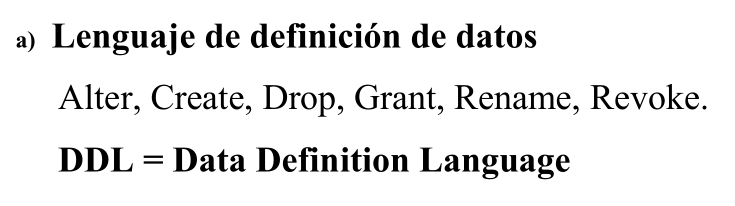 a) Lenguaje de definición de datos
Alter, Create, Drop, Grant, Rename, Revoke.
DDL = Data Definition Language